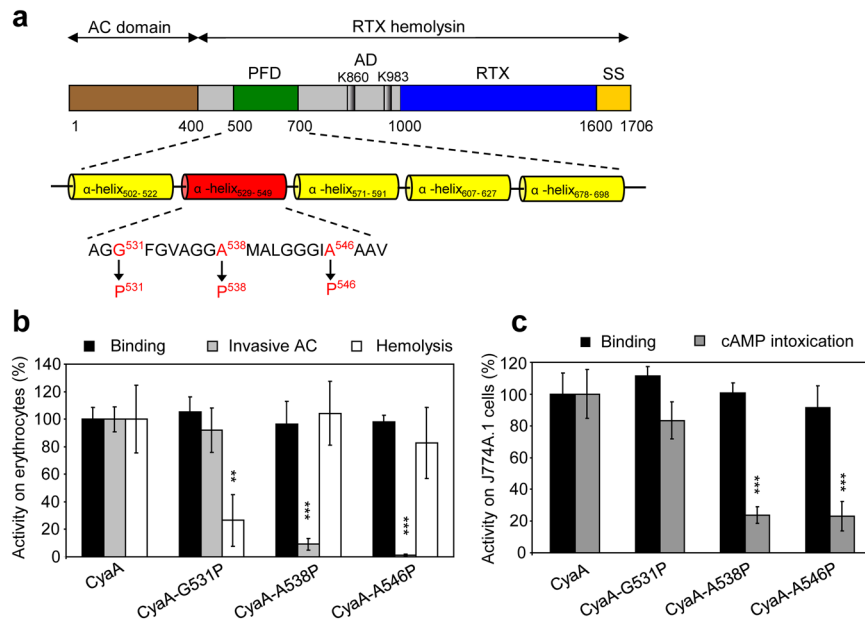 a
AC domain RTX hemolysin
PFD AD K860 K983 RTX SS
1 400 500 700 1000 1600 1706
α-helix502-522 α -helix529-549 α -helix571-591 α -helix607-627 α -helix678-698
AGG531FGVAGGA538MALGGGIA546AAV
P531 P538 P546
b
Binding Invasive AC Hemolysis
Activity on erythrocytes (%)
140
120
100
80
60
40
20
0
** *** ***
CyaA CyaA-G531P CyaA-A538P CyaA-A546P
c
Binding cAMP intoxication
Activity on J774A.1 cells (%)
120
100
80
60
40
20
0
*** ***
CyaA CyaA-G531P CyaA-A538P CyaA-A546P